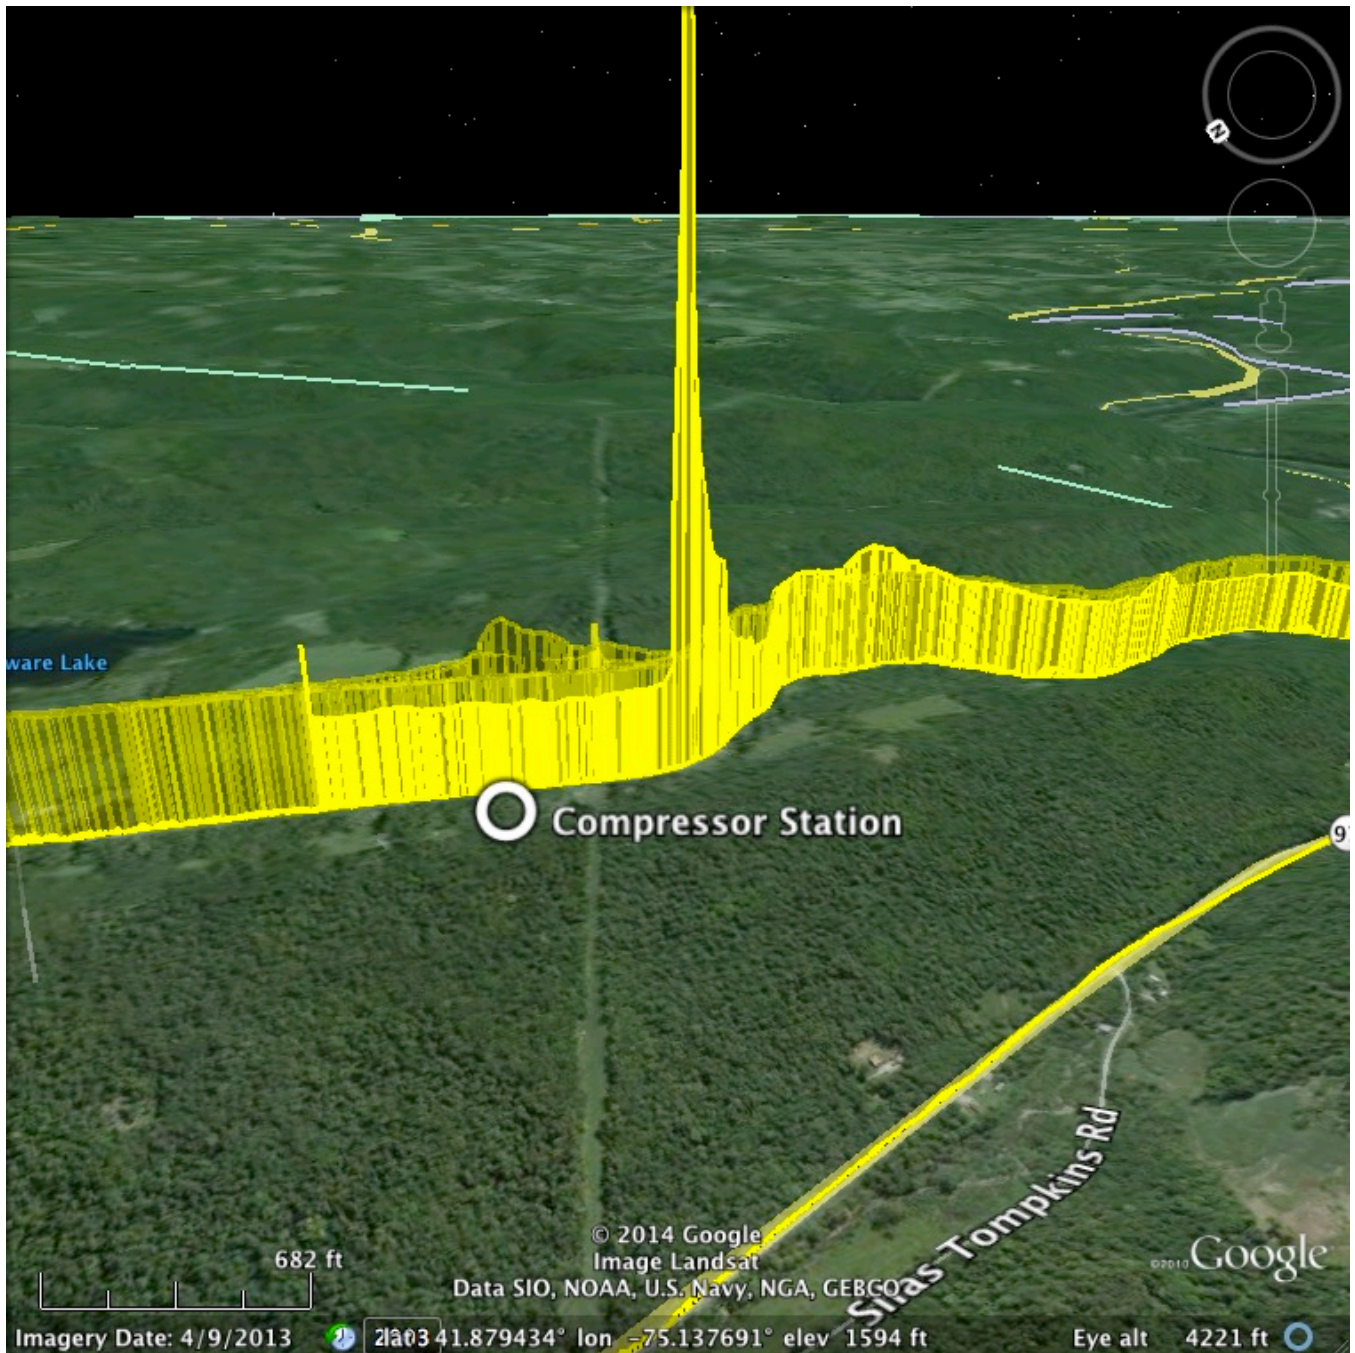 N
ware Lake
Compressor Station
Silas Tompkins Rd
682 ft
© 2014 Google
Image Landsat
Data SIO, NOAA, U.S. Navy, NGA, GEBCO
©2010 Google
Imagery Date: 4/9/2013 41.879434° lon -75.137691° elev 1594 ft Eye alt 4221 ft